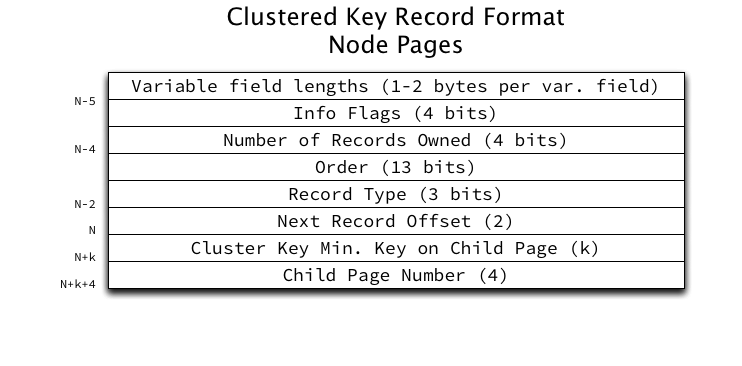 Clustered Key Record Format
Node Pages
Variable field lengths (1-2 bytes per var. field)
N-5
Info Flags (4 bits)
Number of Records Owned (4 bits)
N-4
Order (13 bits)
Record Type (3 bits)
N-2
Next Record Offset (2)
N
Cluster Key Min. Key on Child Page (k)
N+k
Child Page Number (4)
N+k+4